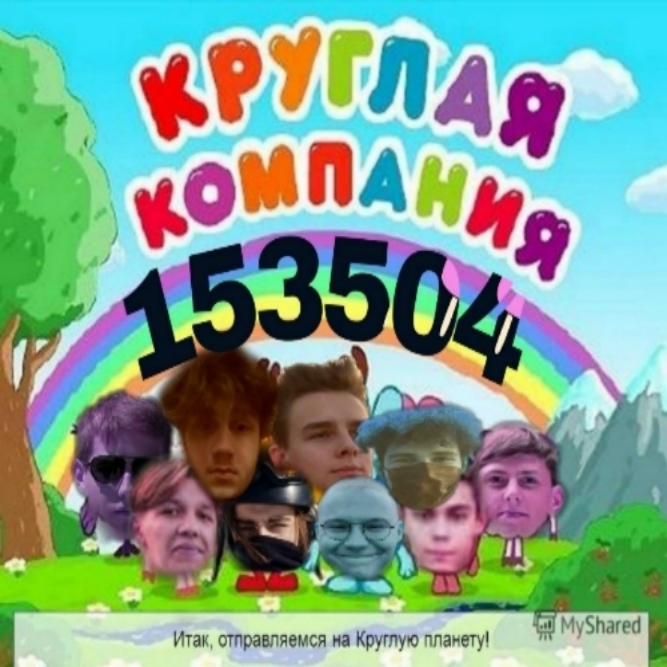 КРУГЛАЯ
КОМПАНИЯ
153504
MyShared
Итак, отправляемся на Круглую планету!